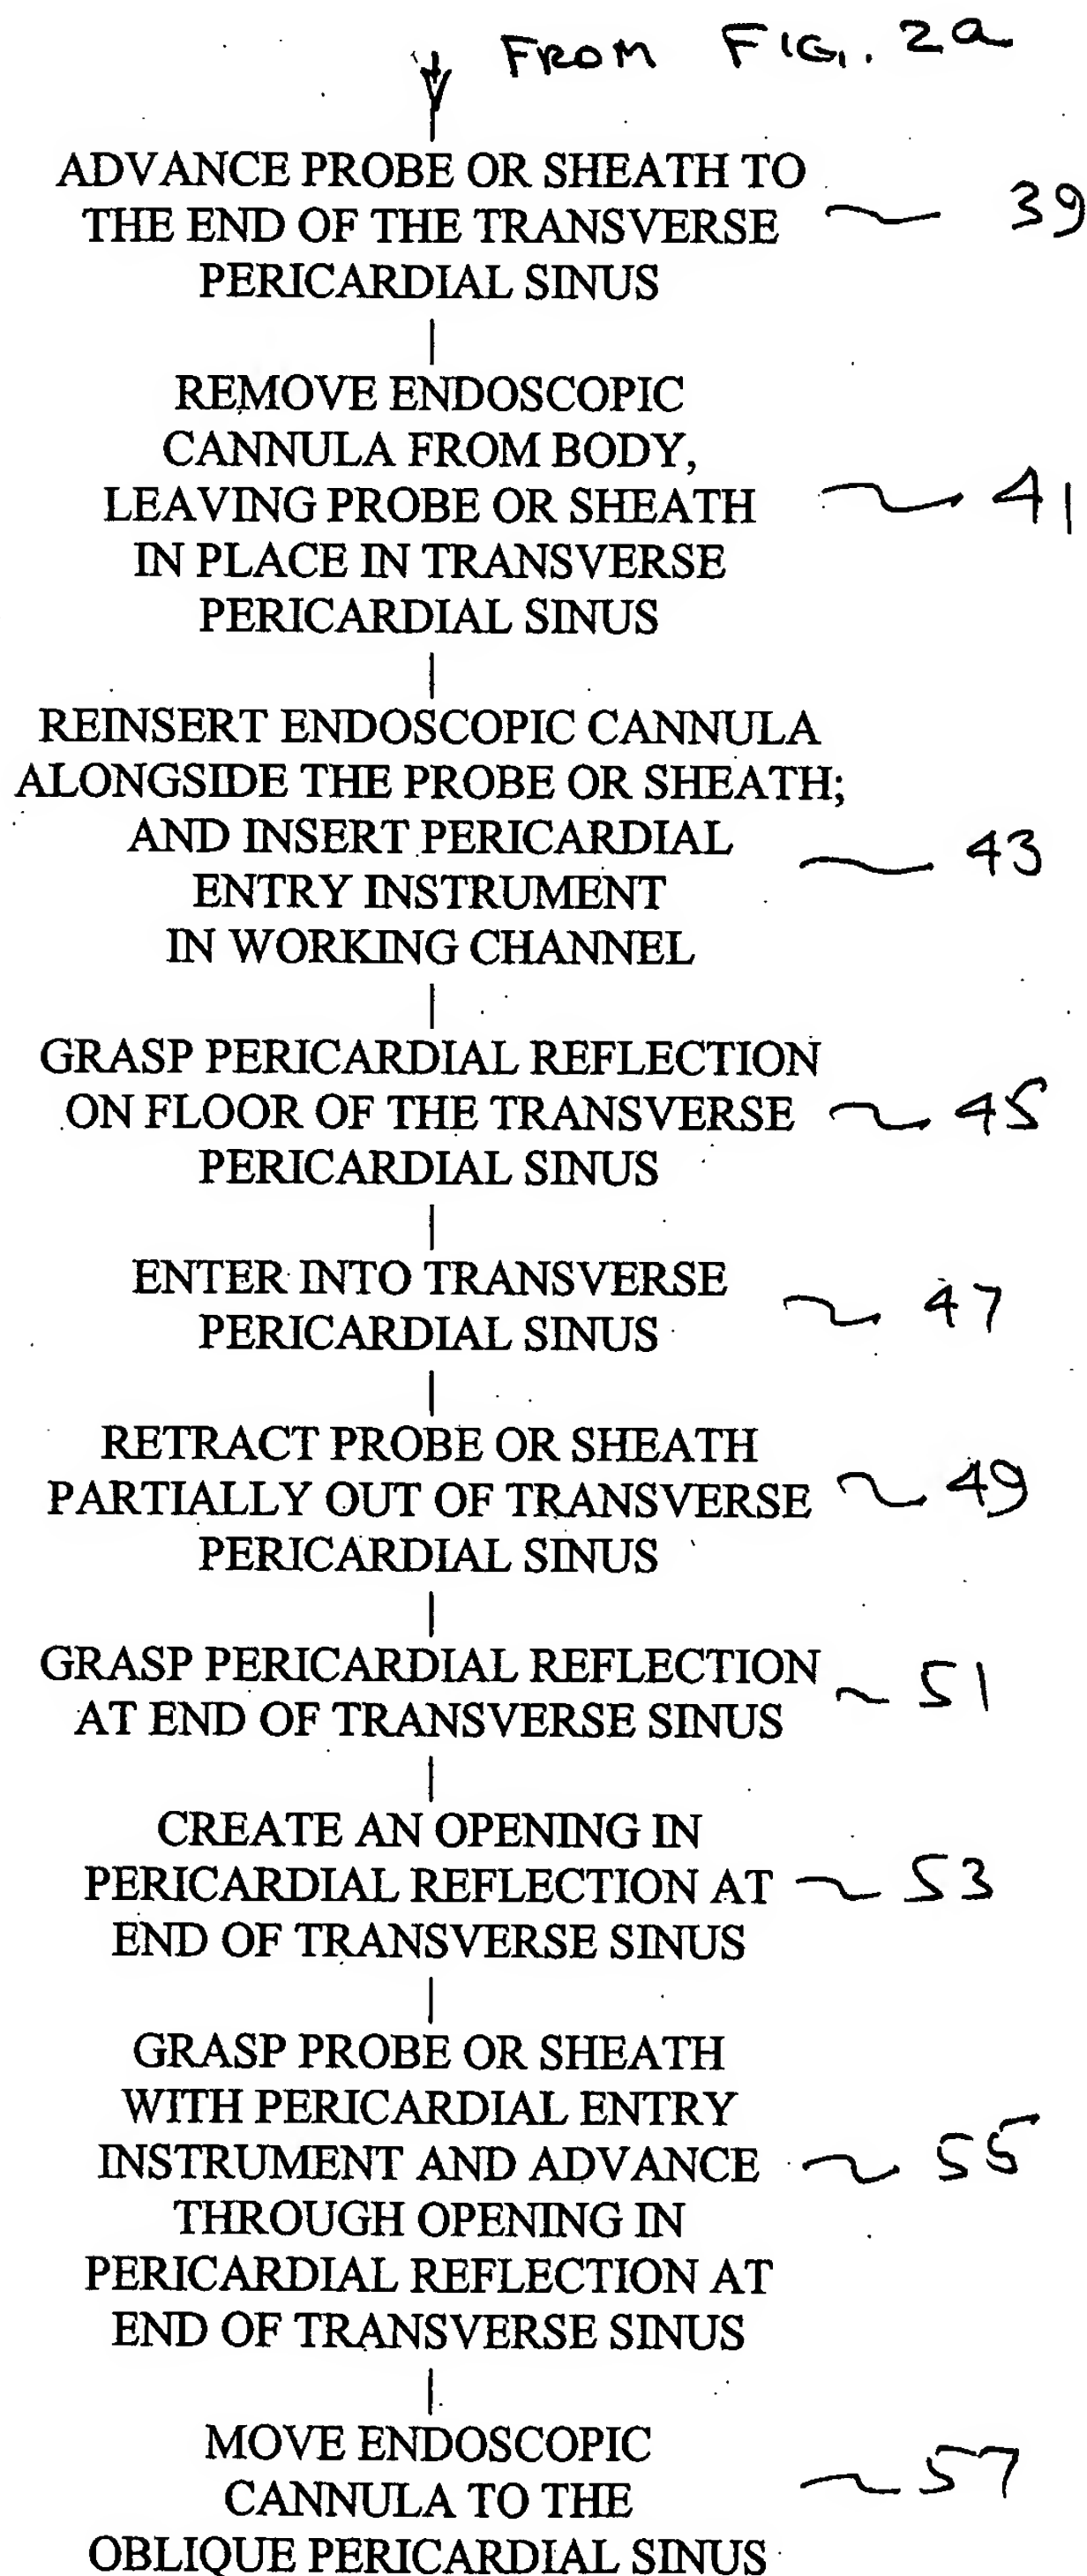 FROM FIG. 2a
ADVANCE PROBE OR SHEATH TO
THE END OF THE TRANSVERSE 39
PERICARDIAL SINUS
REMOVE ENDOSCOPIC
CANNULA FROM BODY,
LEAVING PROBE OR SHEATH 41
IN PLACE IN TRANSVERSE
PERICARDIAL SINUS
REINSERT ENDOSCOPIC CANNULA
ALONGSIDE THE PROBE OR SHEATH;
AND INSERT PERICARDIAL 43
ENTRY INSTRUMENT
IN WORKING CHANNEL
GRASP PERICARDIAL REFLECTION
ON FLOOR OF THE TRANSVERSE 45
PERICARDIAL SINUS
ENTER INTO TRANSVERSE 47
PERICARDIAL SINUS
RETRACT PROBE OR SHEATH
PARTIALLY OUT OF TRANSVERSE 49
PERICARDIAL SINUS
GRASP PERICARDIAL REFLECTION 51
AT END OF TRANSVERSE SINUS
CREATE AN OPENING IN
PERICARDIAL REFLECTION AT 53
END OF TRANSVERSE SINUS
GRASP PROBE OR SHEATH
WITH PERICARDIAL ENTRY
INSTRUMENT AND ADVANCE 55
THROUGH OPENING IN
PERICARDIAL REFLECTION AT
END OF TRANSVERSE SINUS
MOVE ENDOSCOPIC
CANNULA TO THE 57
OBLIQUE PERICARDIAL SINUS